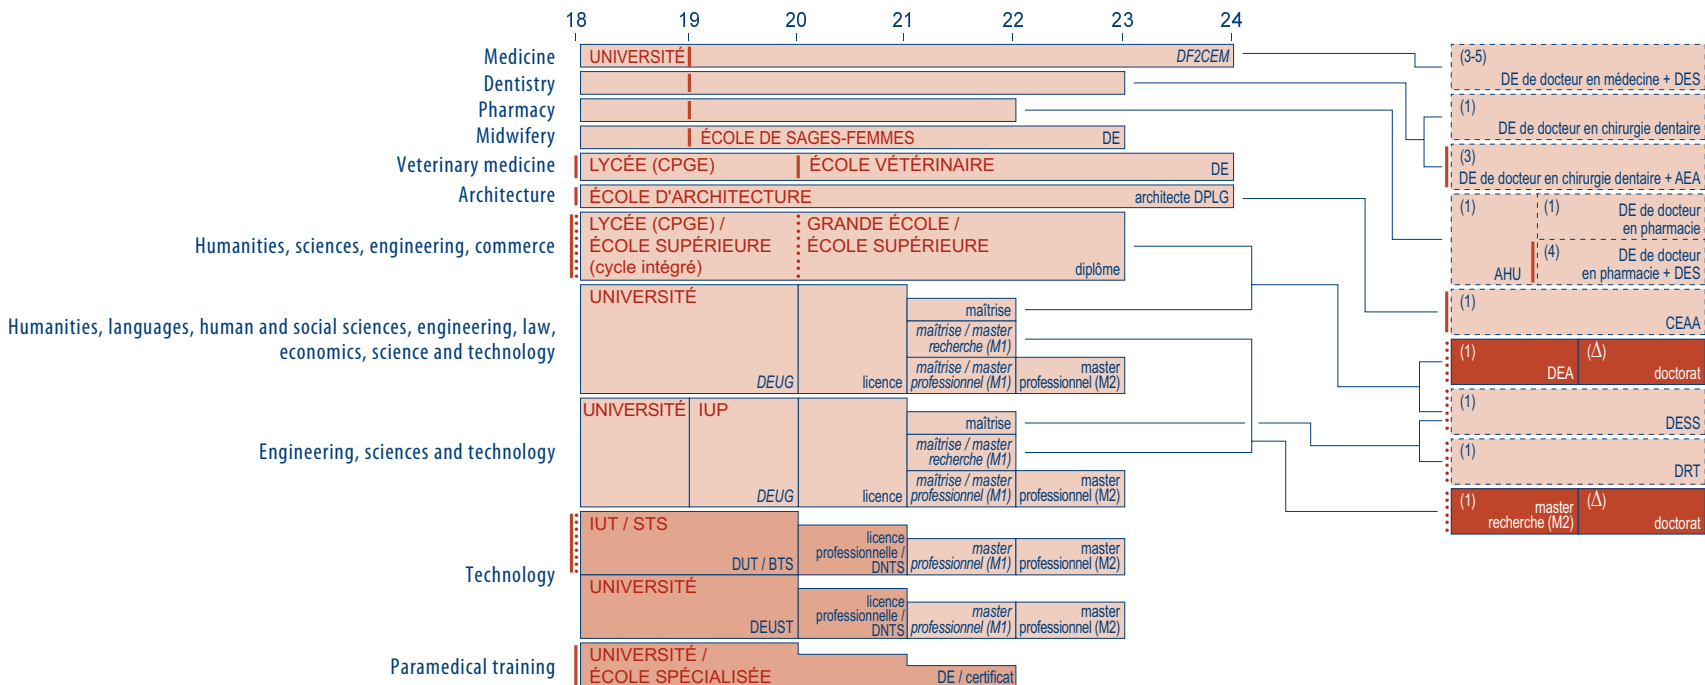 18 19 20 21 22 23 24
Medicine
UNIVERSITÉ
DF2CEM
Dentistry
Pharmacy
Midwifery
ÉCOLE DE SAGES-FEMMES
DE
Veterinary medicine
LYCÉE (CPGE)
ÉCOLE VÉTÉRINAIRE
DE
Architecture
ÉCOLE D'ARCHITECTURE
architecte DPLG
Humanities, sciences, engineering, commerce
LYCÉE (CPGE) /
ÉCOLE SUPÉRIEURE
(cycle intégré)
GRANDE ÉCOLE /
ÉCOLE SUPÉRIEURE
diplôme
Humanities, languages, human and social sciences, engineering, law,
economics, science and technology
UNIVERSITÉ
DEUG
licence
maîtrise
maîtrise / master
recherche (M1)
maîtrise / master
professionnel (M1)
master
professionnel (M2)
Engineering, sciences and technology
UNIVERSITÉ
IUP
DEUG
licence
maîtrise
maîtrise / master
recherche (M1)
maîtrise / master
professionnel (M1)
master
professionnel (M2)
Technology
IUT / STS
DUT / BTS
licence
professionnelle /
DNTS
master
professionnel (M1)
master
professionnel (M2)
UNIVERSITÉ
DEUST
licence
professionnelle /
DNTS
master
professionnel (M1)
master
professionnel (M2)
Paramedical training
UNIVERSITÉ /
ÉCOLE SPÉCIALISÉE
DE / certificat
(3-5)
DE de docteur en médecine + DES
(1)
DE de docteur en chirurgie dentaire
(3)
DE de docteur en chirurgie dentaire + AEA
(1)
AHU
(1)
DE de docteur
en pharmacie
(4)
DE de docteur
en pharmacie + DES
(1)
CEAA
(1)
DEA
(Δ)
doctorat
(1)
DESS
(1)
DRT
(1)
master
recherche (M2)
(Δ)
doctorat